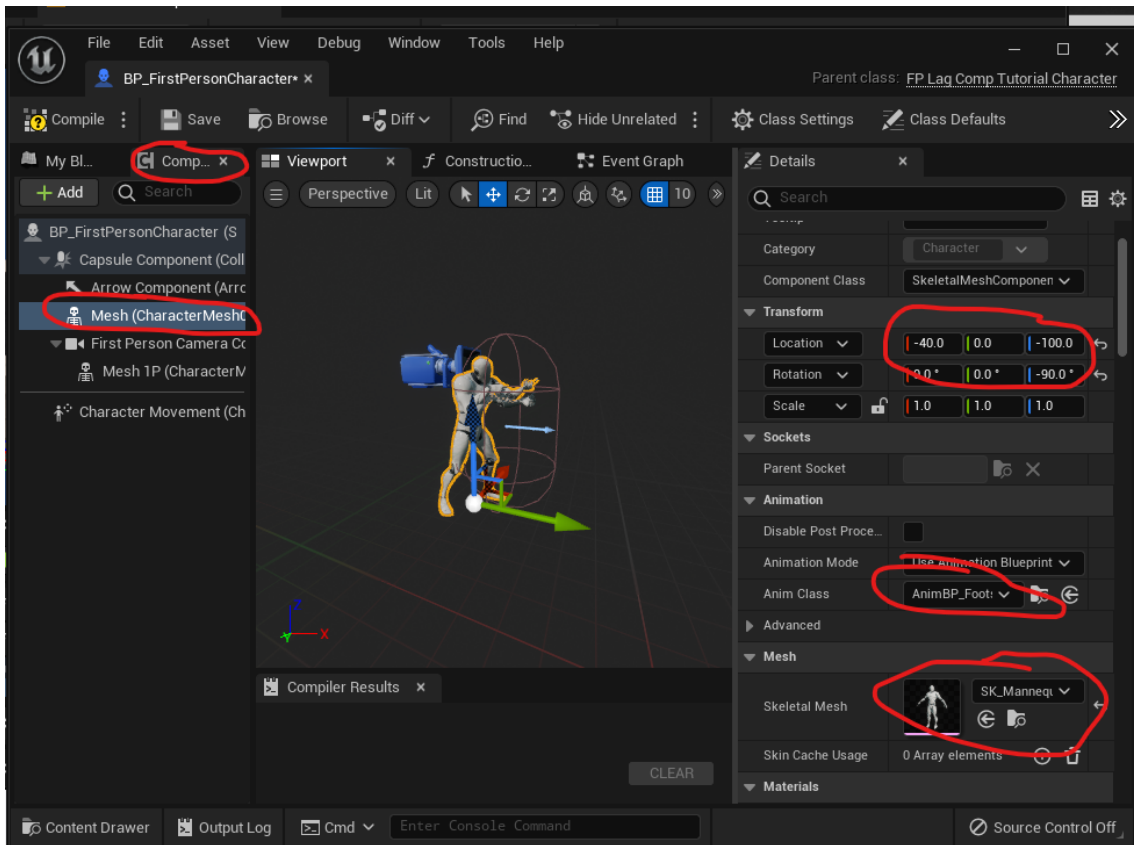 File Edit Asset View Debug Window Tools Help
BP_FirstPersonCharacter*
Parent class: FP Lag Comp Tutorial Character
Compile Save Browse Diff Find Hide Unrelated Class Settings Class Defaults
My Bl... Comp... Viewport Constructio... Event Graph Details
Add Search Perspective Lit 10 Search
BP_FirstPersonCharacter (S
Capsule Component (Coll
Arrow Component (Arrc
Mesh (CharacterMesh
First Person Camera Cc
Mesh 1P (CharacterM
Character Movement (Ch
Z
X
Y
Compiler Results
CLEAR
Category Character
Component Class SkeletalMeshComponen
Transform
Location -40.0 0.0 -100.0
Rotation 0.0 ° 0.0 ° -90.0 °
Scale 1.0 1.0 1.0
Sockets
Parent Socket
Animation
Disable Post Proce...
Animation Mode Use Animation Blueprint
Anim Class AnimBP_Foots
Advanced
Mesh
Skeletal Mesh SK_Mannequ
Skin Cache Usage 0 Array elements
Materials
Content Drawer Output Log Cmd Enter Console Command Source Control Off